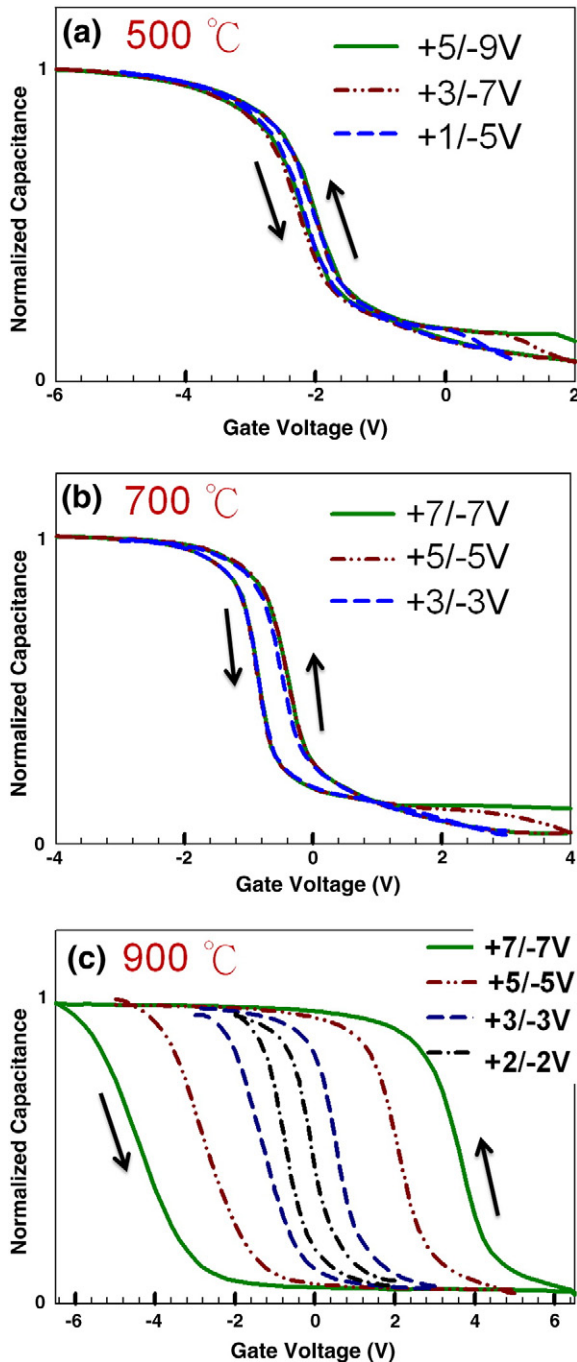 (a) 500 ℃
+5/-9V
+3/-7V
+1/-5V
Normalized Capacitance
1
0
-6 -4 -2 0 2
Gate Voltage (V)
(b) 700 ℃
+7/-7V
+5/-5V
+3/-3V
Normalized Capacitance
1
0
-4 -2 0 2 4
Gate Voltage (V)
(c) 900 ℃
+7/-7V
+5/-5V
+3/-3V
+2/-2V
Normalized Capacitance
1
0
-6 -4 -2 0 2 4 6
Gate Voltage (V)